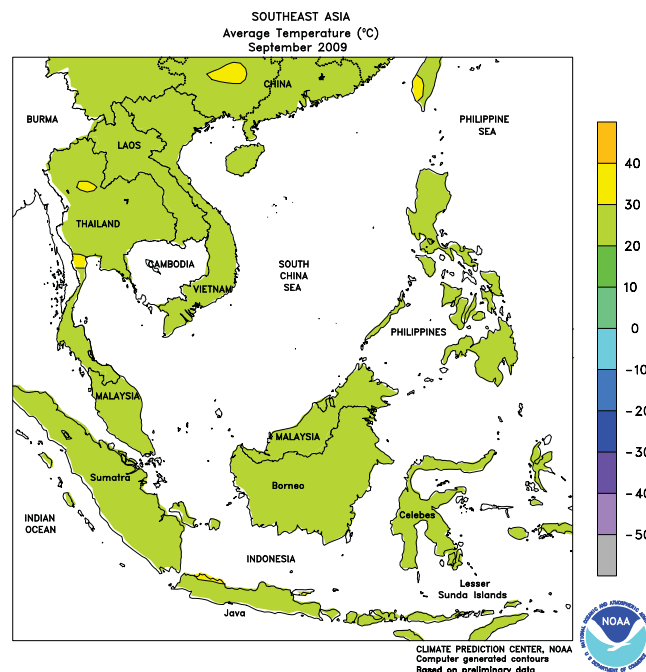 SOUTHEAST ASIA
Average Temperature (°C)
September 2009
CHINA
BURMA
PHILIPPINE
SEA
LAOS
THAILAND
CAMBODIA
SOUTH
CHINA
SEA
VIETNAM
PHILIPPINES
MALAYSIA
MALAYSIA
Sumatra
Borneo
INDIAN
OCEAN
Celebes
INDONESIA
Lesser
Sunda Islands
Java
40
30
20
10
0
-10
-20
-30
-40
-50
NOAA
CLIMATE PREDICTION CENTER, NOAA
Computer generated contours
Based on preliminary data